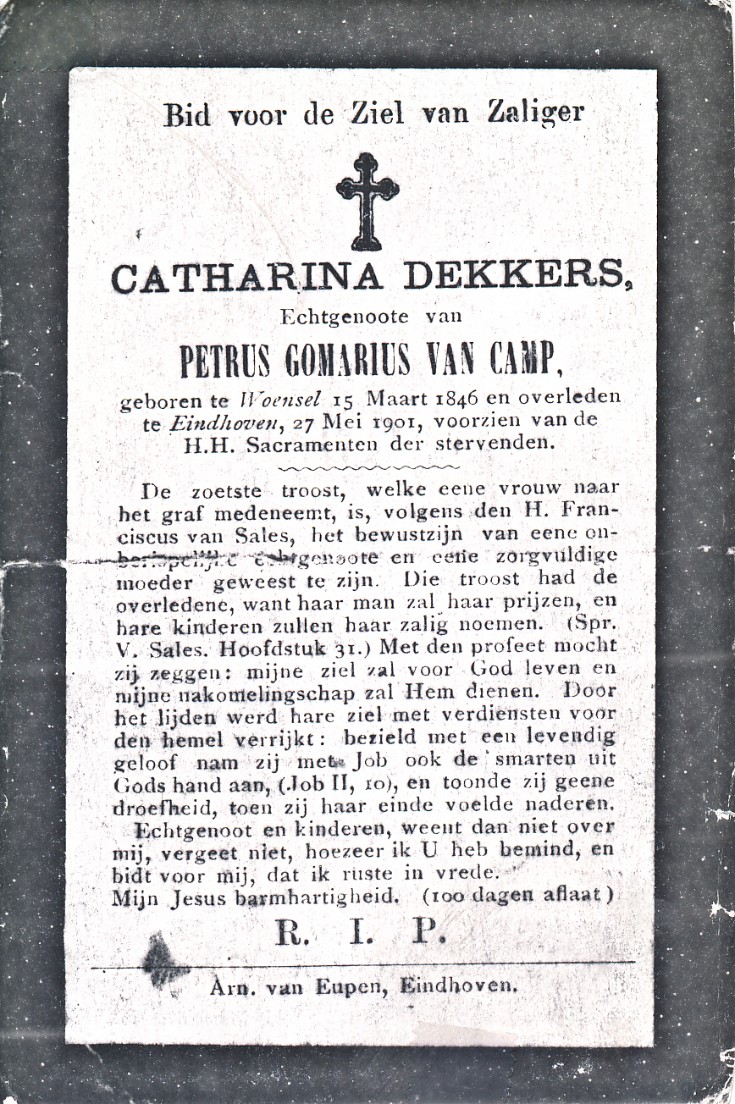 Bid voor de Ziel van Zaliger
CATHARINA DEKKERS,
Echtgenoote van
PETRUS GOMARIUS VAN CAMP,
geboren te Woensel 15 Maart 1846 en overleden
te Eindhoven, 27 Mei 1901, voorzien van de
H.H. Sacramenten der stervenden.
De zoetste troost, welke eene vrouw naar
het graf medeneemt, is, volgens den H. Fran-
ciscus van Sales, het bewustzijn van eene on-
berispelijke echtgenoote en eene zorgvuldige
moeder geweest te zijn. Die troost had de
overledene, want haar man zal haar prijzen, en
hare kinderen zullen haar zalig noemen. (Spr.
V. Sales. Hoofdstuk 31.) Met den profeet mocht
zij zeggen: mijne ziel zal voor God leven en
mijne nakomelingschap zal Hem dienen. Door
het lijden werd hare ziel met verdiensten voor
den hemel verrijkt: bezield met een levendig
geloof nam zij met Job ook de smarten uit
Gods hand aan, (Job II, 10), en toonde zij geene
droefheid, toen zij haar einde voelde naderen.
Echtgenoot en kinderen, weent dan niet over
mij, vergeet niet, hoezeer ik U heb bemind, en
bidt voor mij, dat ik ruste in vrede.
Mijn Jesus barmhartigheid. (100 dagen aflaat)
R. I. P.
Arn. van Eupen, Eindhoven.